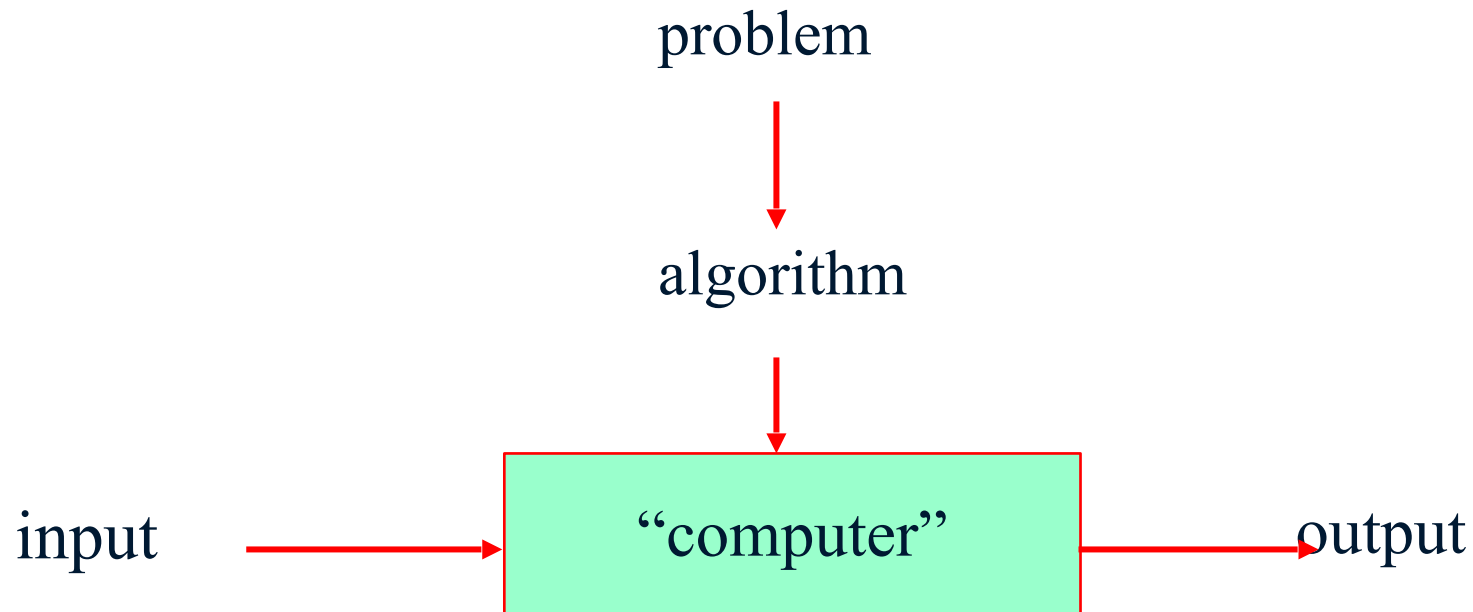 problem
algorithm
input
“computer”
output